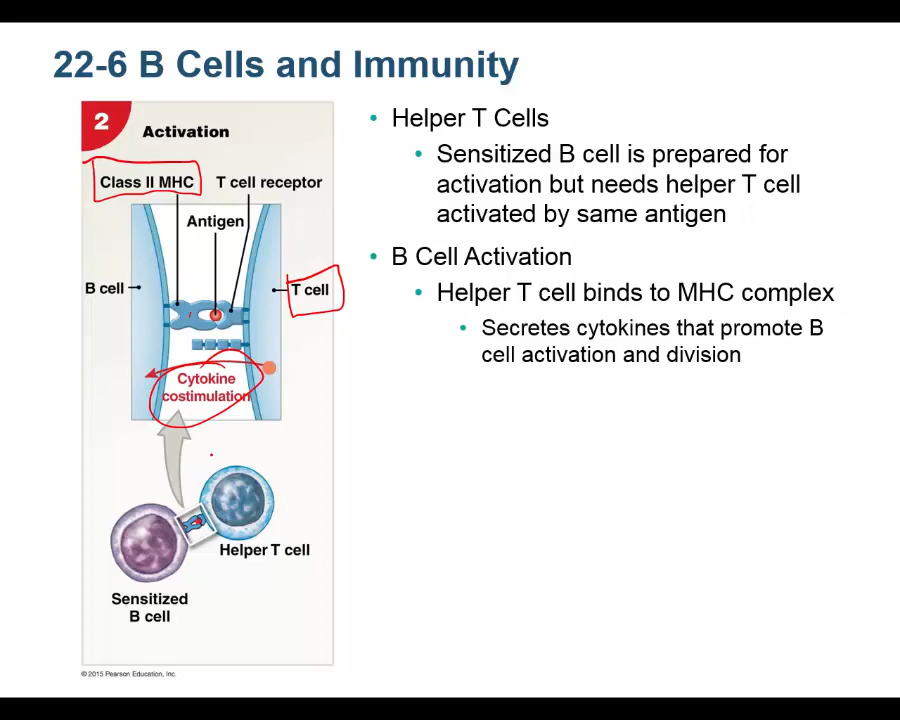 22-6 B Cells and Immunity
2
Activation
Class II MHC
T cell receptor
Antigen
B cell
T cell
Cytokine
costimulation
Helper T cell
Sensitized
B cell
© 2015 Pearson Education, Inc.
• Helper T Cells
• Sensitized B cell is prepared for
activation but needs helper T cell
activated by same antigen
• B Cell Activation
• Helper T cell binds to MHC complex
• Secretes cytokines that promote B
cell activation and division